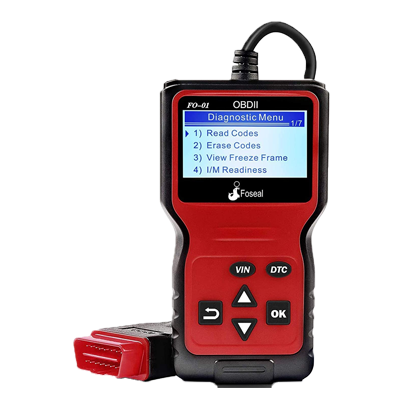 FO-01 OBDII
Diagnostic Menu
1/7
1) Read Codes
2) Erase Codes
3) View Freeze Frame
4) I/M Readiness
Foseal
VIN DTC
OK